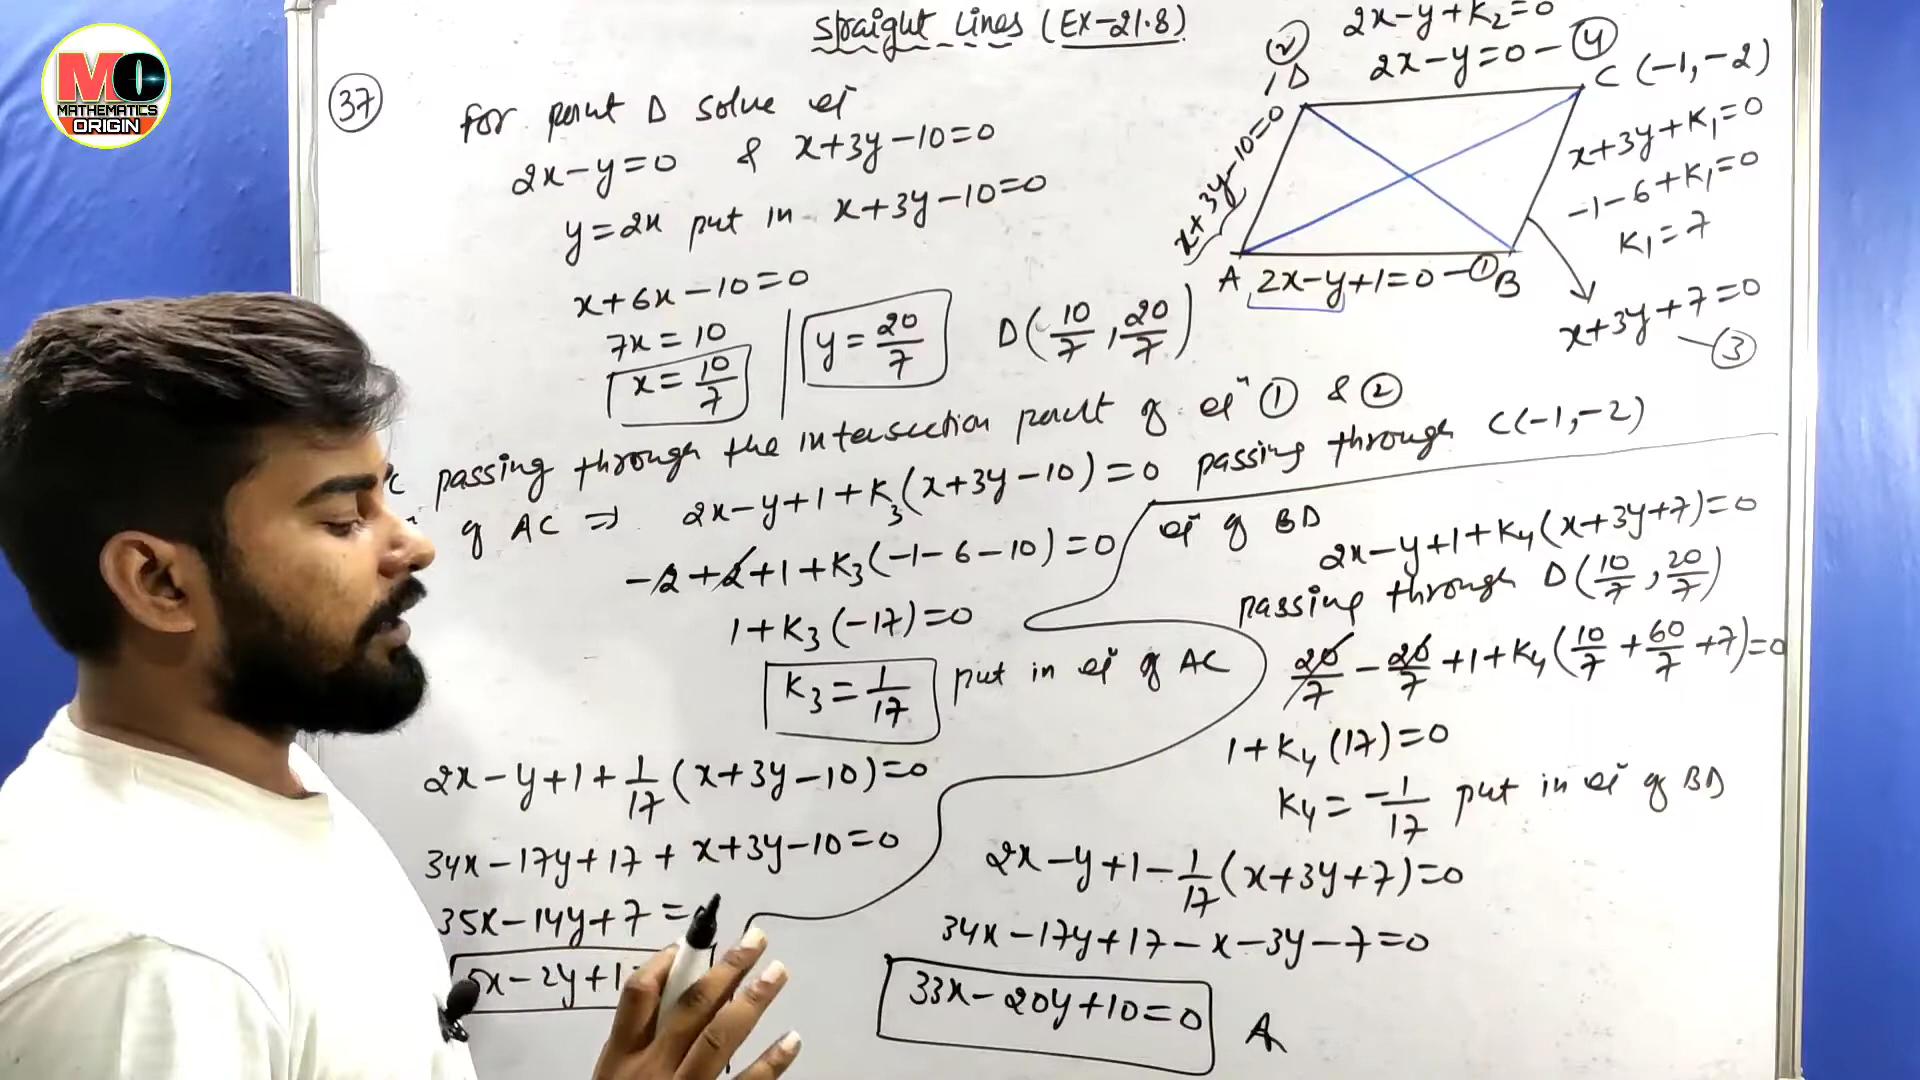 MO
MATHEMATICS
ORIGIN
Straight Lines (EX-21.8)
37
for point D solve eqⁿ
2x-y=0 & x+3y-10=0
y=2x put in x+3y-10=0
x+6x-10=0
7x=10
x=10/7
y=20/7
D(10/7, 20/7)
2x-y+K₂=0
2x-y=0 - ④
② D
C(-1,-2)
x+3y-10=0
x+3y+K₁=0
-1-6+K₁=0
K₁=7
A 2x-y+1=0-① B
x+3y+7=0
-③
passing through the intersection point of eqⁿ ① & ②
of AC ⇒ 2x-y+1+K₃(x+3y-10)=0 passing through C(-1,-2)
-2+2+1+K₃(-1-6-10)=0
1+K₃(-17)=0
K₃=1/17 put in eqⁿ of AC
2x-y+1+1/17(x+3y-10)=0
34x-17y+17+x+3y-10=0
35x-14y+7=
5x-2y+1
eqⁿ of BD
2x-y+1+K₄(x+3y+7)=0
passing through D(10/7, 20/7)
20/7-20/7+1+K₄(10/7+60/7+7)=0
1+K₄(17)=0
K₄=-1/17 put in eqⁿ of BD
2x-y+1-1/17(x+3y+7)=0
34x-17y+17-x-3y-7=0
33x-20y+10=0